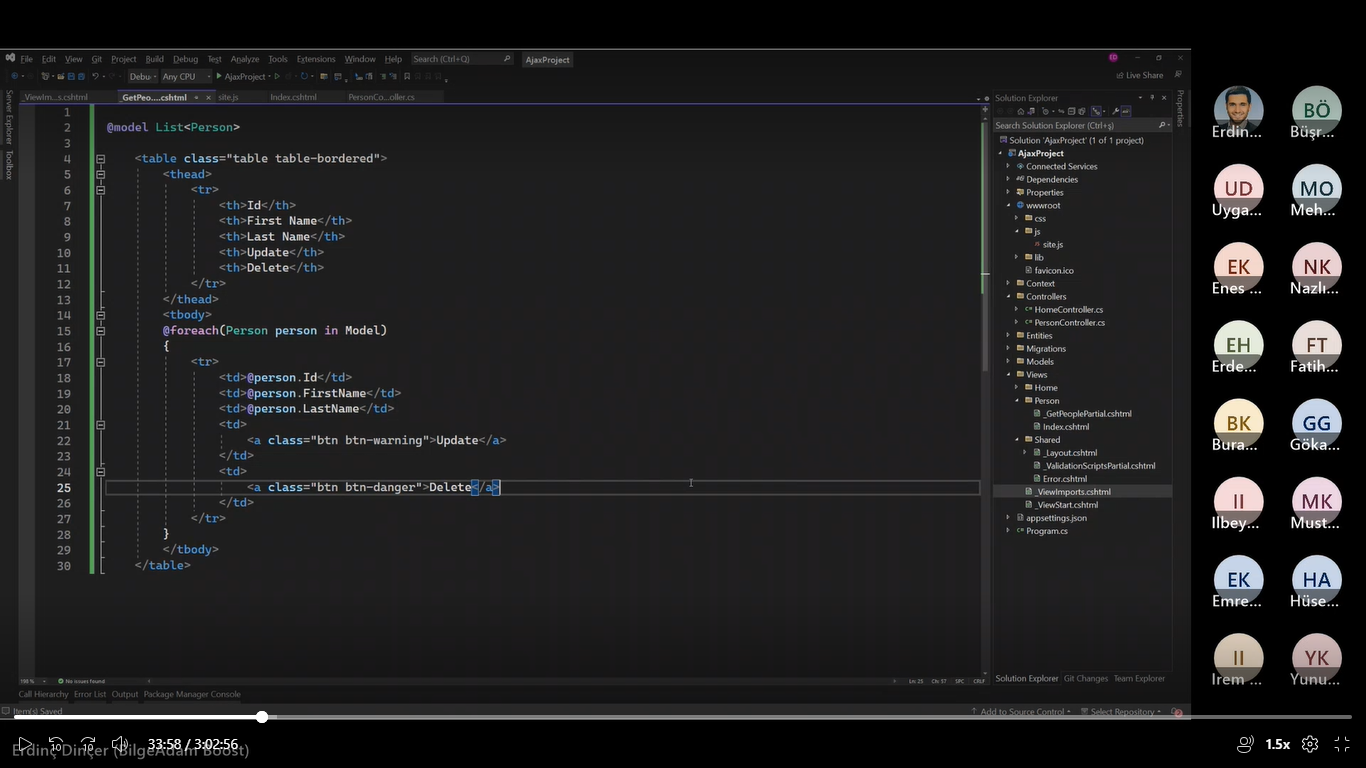 File Edit View Git Project Build Debug Test Analyze Tools Extensions Window Help Search (Ctrl+Q) AjaxProject
Debu Any CPU AjaxProject Live Share
_ViewIm...s.cshtml GetPeo....cshtml site.js Index.cshtml PersonCo...oller.cs
Server Explorer Toolbox
1
2 @model List<Person>
3
4 <table class="table table-bordered">
5 <thead>
6 <tr>
7 <th>Id</th>
8 <th>First Name</th>
9 <th>Last Name</th>
10 <th>Update</th>
11 <th>Delete</th>
12 </tr>
13 </thead>
14 <tbody>
15 @foreach(Person person in Model)
16 {
17 <tr>
18 <td>@person.Id</td>
19 <td>@person.FirstName</td>
20 <td>@person.LastName</td>
21 <td>
22 <a class="btn btn-warning">Update</a>
23 </td>
24 <td>
25 <a class="btn btn-danger">Delete</a>
26 </td>
27 </tr>
28 }
29 </tbody>
30 </table>
198 % No issues found Ln: 25 Ch: 57 SPC CRLF
Call Hierarchy Error List Output Package Manager Console
Item(s) Saved Add to Source Control Select Repository 2
Solution Explorer
Search Solution Explorer (Ctrl+ş)
Solution 'AjaxProject' (1 of 1 project)
AjaxProject
Connected Services
Dependencies
Properties
wwwroot
css
js
site.js
lib
favicon.ico
Context
Controllers
HomeController.cs
PersonController.cs
Entities
Migrations
Models
Views
Home
Person
_GetPeoplePartial.cshtml
Index.cshtml
Shared
_Layout.cshtml
_ValidationScriptsPartial.cshtml
Error.cshtml
_ViewImports.cshtml
_ViewStart.cshtml
appsettings.json
Program.cs
Solution Explorer Git Changes Team Explorer
Properties
BÖ
Erdin... Büşr...
UD MO
Uyga... Meh...
EK NK
Enes ... Nazlı...
EH FT
Erde... Fatih...
BK GG
Bura... Göka...
II MK
Ilbey... Must...
EK HA
Emre... Hüse...
II YK
Irem ... Yunu...
10 10 33:58 / 3:02:56 1.5x
Erdinç Dinçer (BilgeAdam Boost)